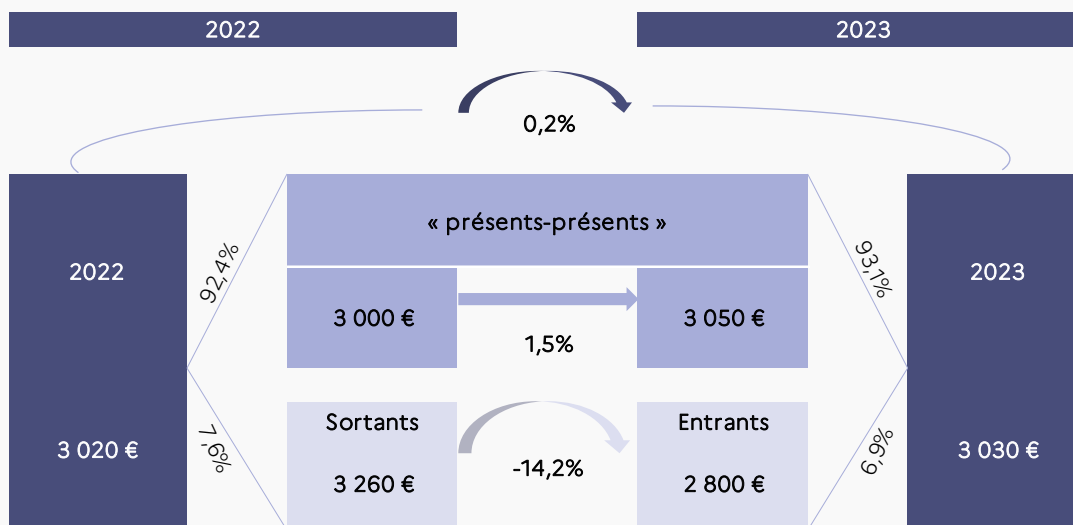 2022
2023
0,2%
« présents-présents »
92,4%
93,1%
2022
2023
3 000 €
3 050 €
1,5%
Sortants
Entrants
7,6%
6,9%
3 020 €
3 030 €
-14,2%
3 260 €
2 800 €